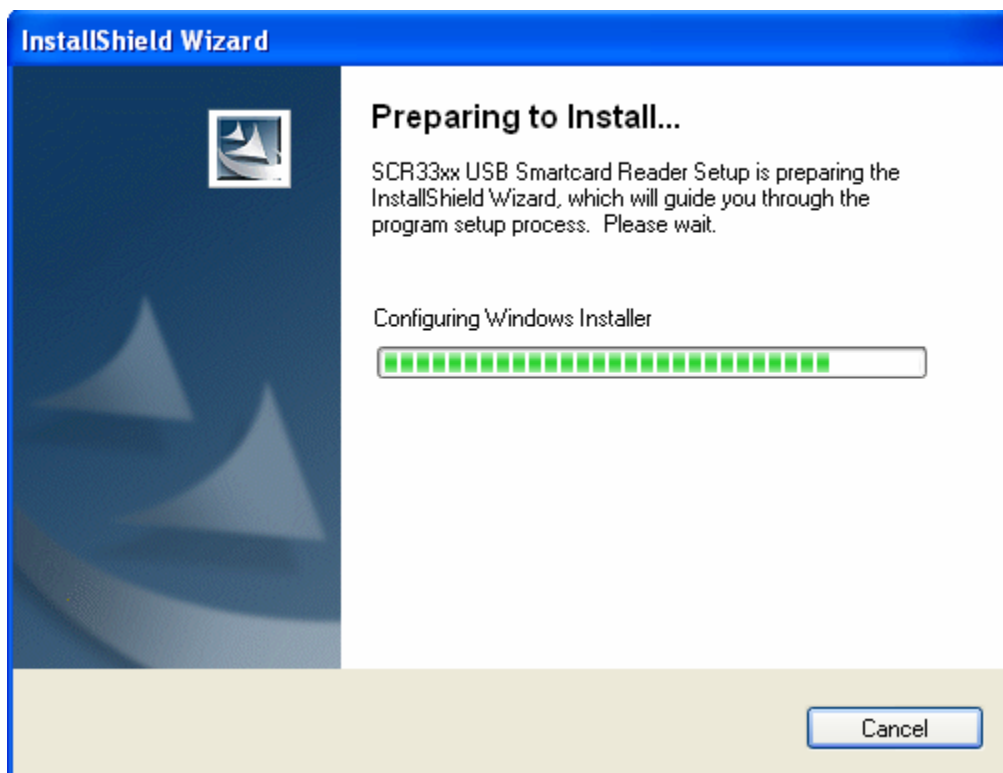 InstallShield Wizard
Preparing to Install...
SCR33xx USB Smartcard Reader Setup is preparing the
InstallShield Wizard, which will guide you through the
program setup process.  Please wait.
Configuring Windows Installer
Cancel